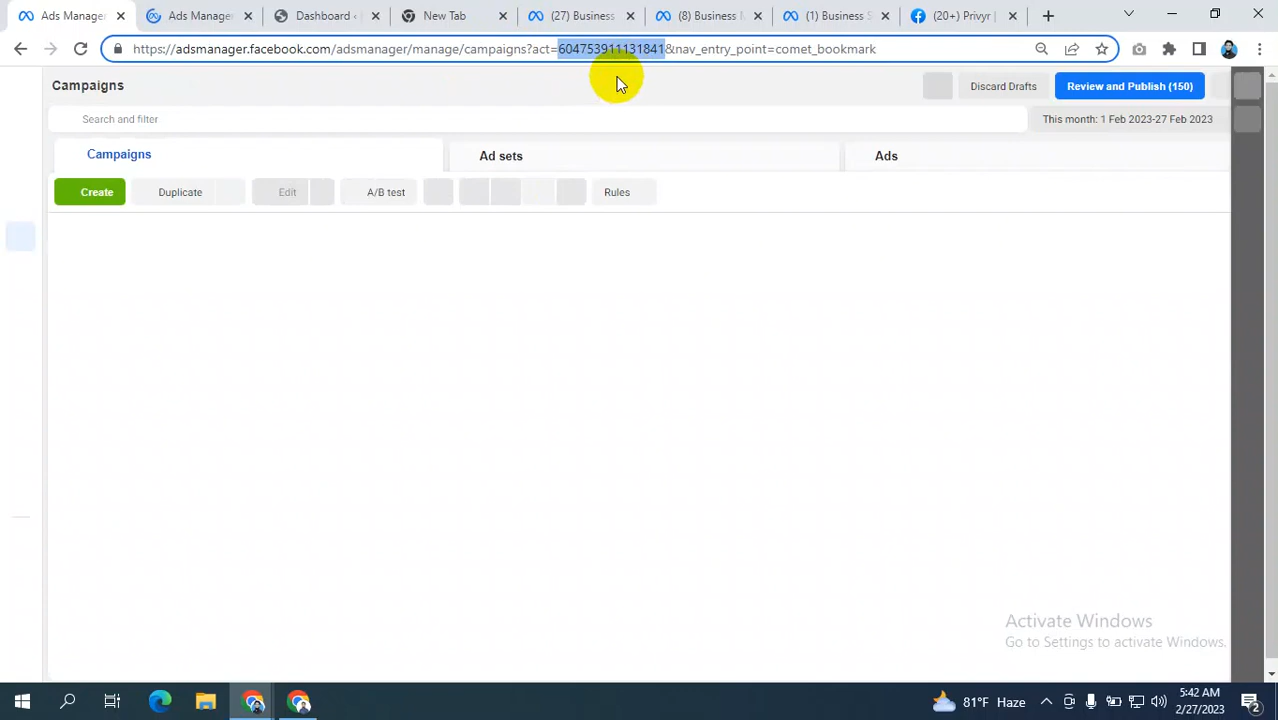 Ads Manager
Ads Manager
Dashboard ‹
New Tab
(27) Business
(8) Business M
(1) Business S
(20+) Privyr |
https://adsmanager.facebook.com/adsmanager/manage/campaigns?act=604753911131841&nav_entry_point=comet_bookmark
Campaigns
Discard Drafts
Review and Publish (150)
Search and filter
This month: 1 Feb 2023-27 Feb 2023
Campaigns
Ad sets
Ads
Create
Duplicate
Edit
A/B test
Rules
Activate Windows
Go to Settings to activate Windows.
81°F Haze
5:42 AM
2/27/2023
2